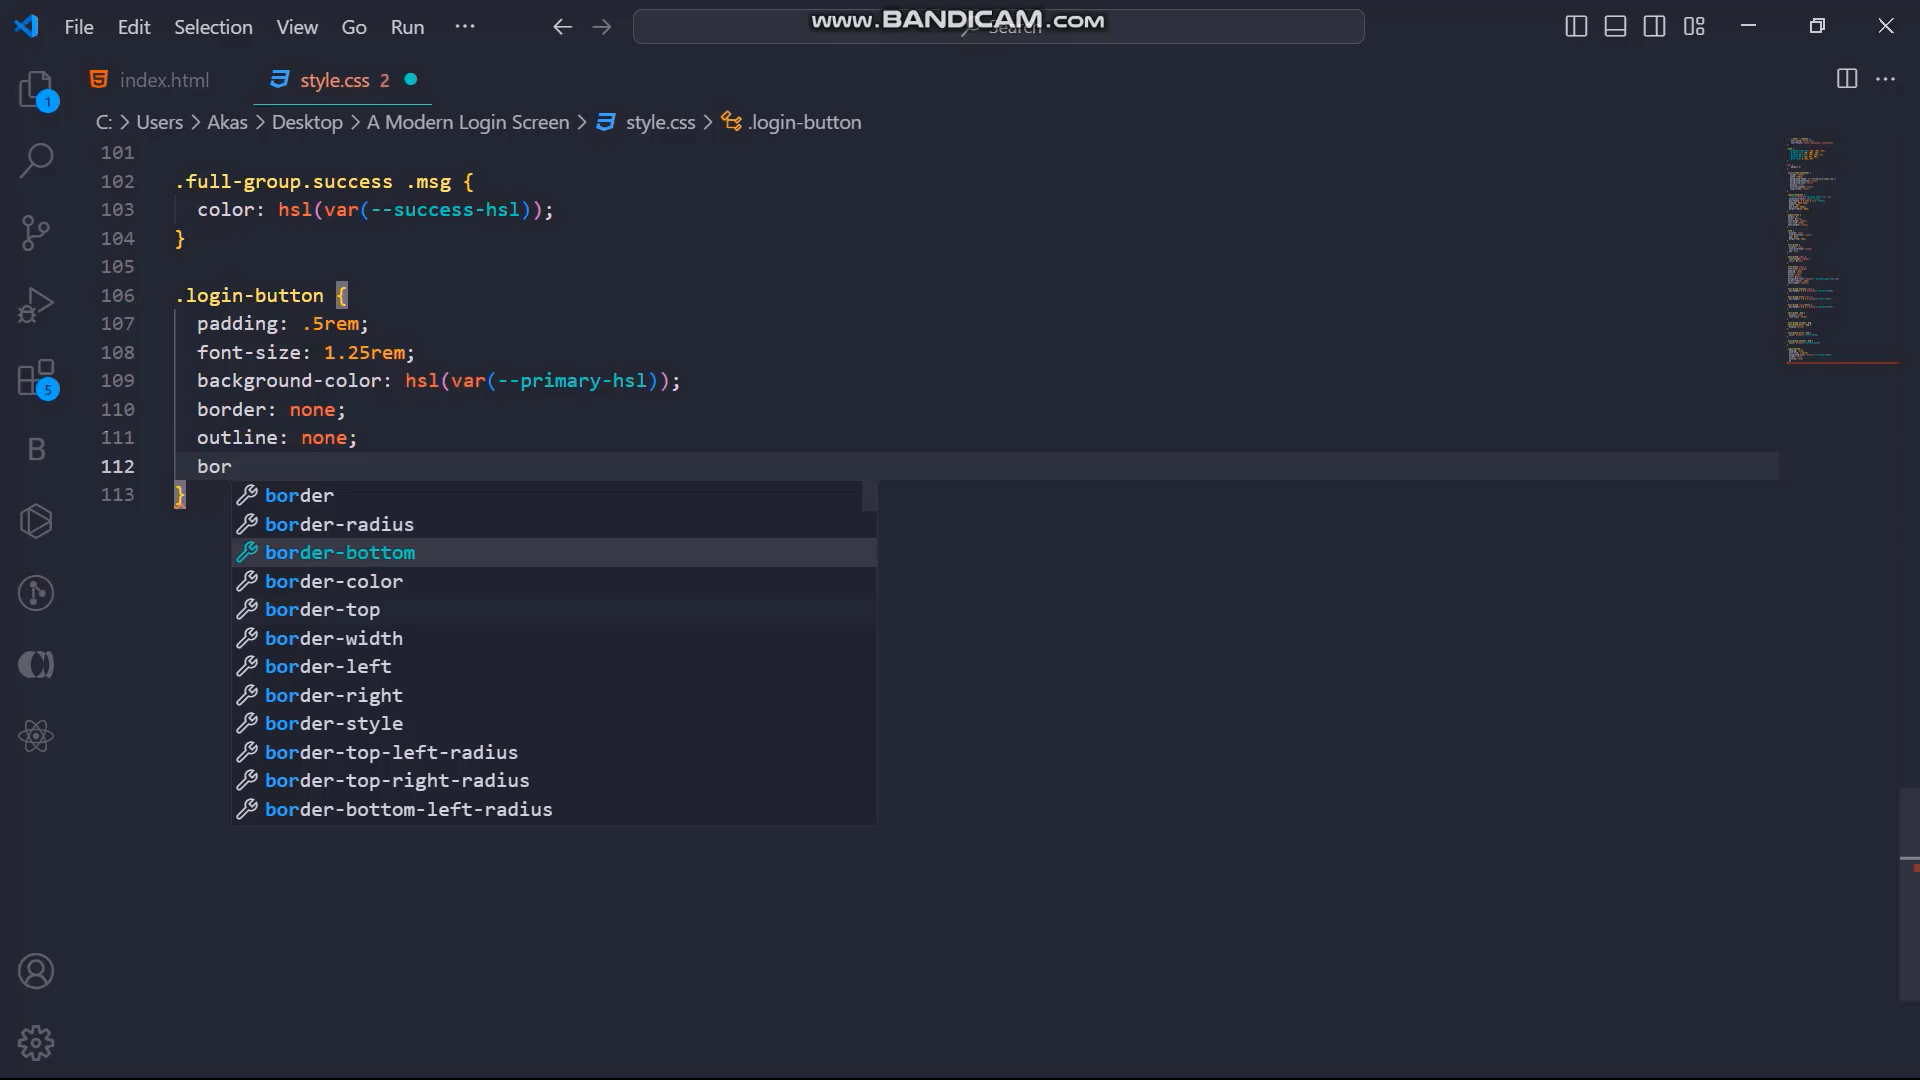 File Edit Selection View Go Run ···
Search
www.BANDICAM.com
index.html
style.css 2
C: > Users > Akas > Desktop > A Modern Login Screen > style.css > .login-button
101
102 .full-group.success .msg {
103 color: hsl(var(--success-hsl));
104 }
105
106 .login-button {
107 padding: .5rem;
108 font-size: 1.25rem;
109 background-color: hsl(var(--primary-hsl));
110 border: none;
111 outline: none;
112 bor
113 }
border
border-radius
border-bottom
border-color
border-top
border-width
border-left
border-right
border-style
border-top-left-radius
border-top-right-radius
border-bottom-left-radius
1
5
B